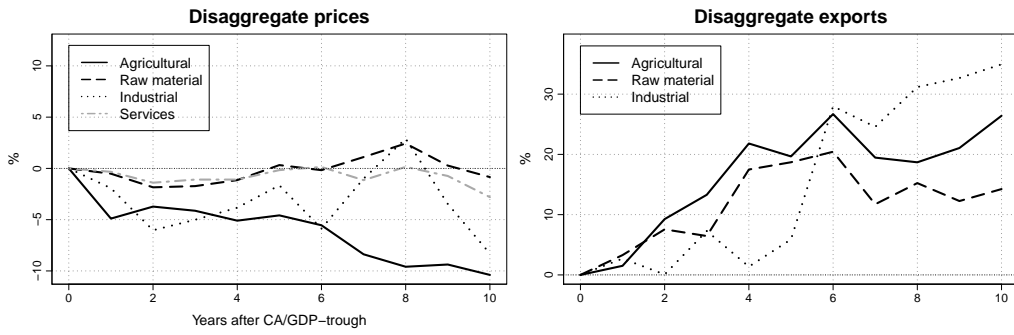 Disaggregate prices
%
10
5
0
−5
−10
Agricultural
Raw material
Industrial
Services
0 2 4 6 8 10
Years after CA/GDP−trough
Disaggregate exports
%
30
20
10
0
Agricultural
Raw material
Industrial
0 2 4 6 8 10